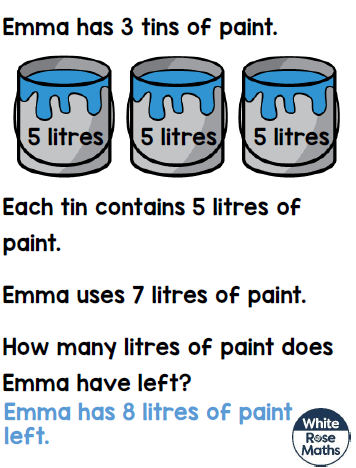 Emma has 3 tins of paint.
5 litres 5 litres 5 litres
Each tin contains 5 litres of
paint.
Emma uses 7 litres of paint.
How many litres of paint does
Emma have left?
Emma has 8 litres of paint
left.
White
Rose
Maths